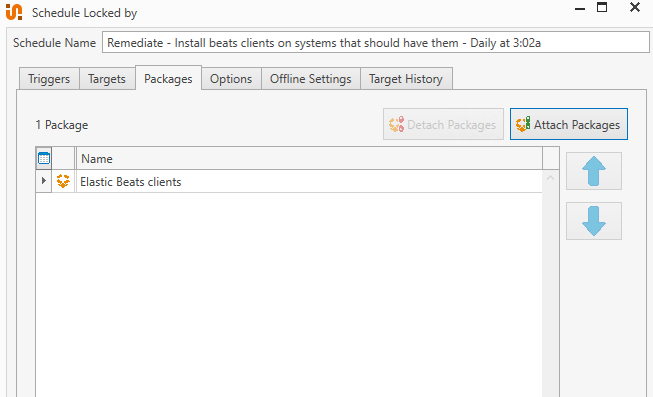 Schedule Locked by
Schedule Name Remediate - Install beats clients on systems that should have them - Daily at 3:02a
Triggers Targets Packages Options Offline Settings Target History
1 Package Detach Packages Attach Packages
Name
Elastic Beats clients